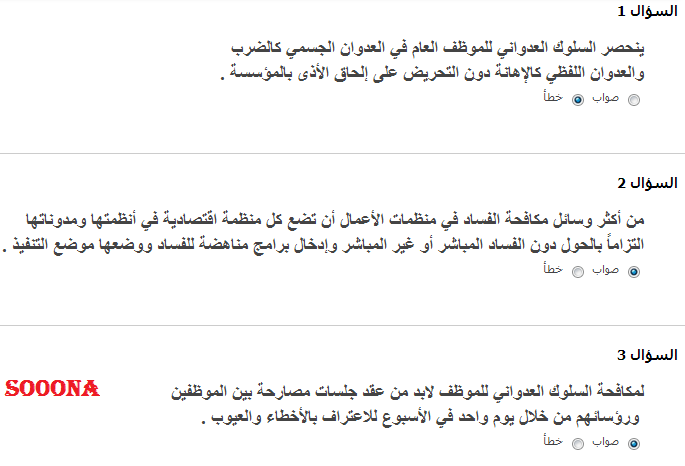 السؤال 1
ينحصر السلوك العدواني للموظف العام في العدوان الجسمي كالضرب
والعدوان اللفظي كالإهانة دون التحريض على إلحاق الأذى بالمؤسسة .
صواب خطأ
السؤال 2
من أكثر وسائل مكافحة الفساد في منظمات الأعمال أن تضع كل منظمة اقتصادية في أنظمتها ومدوناتها
التزاماً بالحول دون الفساد المباشر أو غير المباشر وإدخال برامج مناهضة للفساد ووضعها موضع التنفيذ .
صواب خطأ
السؤال 3
لمكافحة السلوك العدواني للموظف لابد من عقد جلسات مصارحة بين الموظفين
ورؤسائهم من خلال يوم واحد في الأسبوع للاعتراف بالأخطاء والعيوب .
صواب خطأ
SOOONA